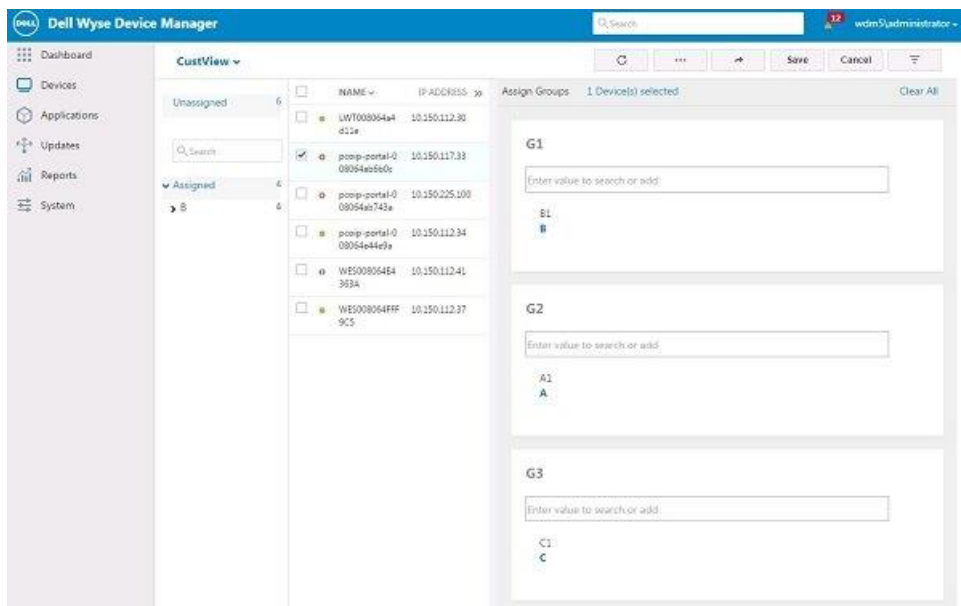 DELL Dell Wyse Device Manager
Search
12
wdm5\administrator
Dashboard
Devices
Applications
Updates
Reports
System
CustView
Save
Cancel
Unassigned 6
Search
Assigned 4
B 4
NAME IP ADDRESS
LWT008064a4 10.150.112.30
d11e
pcoip-portal-0 10.150.117.33
08064ab6b0c
pcoip-portal-0 10.150.225.100
08064ab743a
pcoip-portal-0 10.150.112.34
08064e44e9a
WES008064E4 10.150.112.41
363A
WES008064FFF 10.150.112.37
9C5
Assign Groups 1 Device(s) selected Clear All
G1
Enter value to search or add
B1
B
G2
Enter value to search or add
A1
A
G3
Enter value to search or add
C1
C